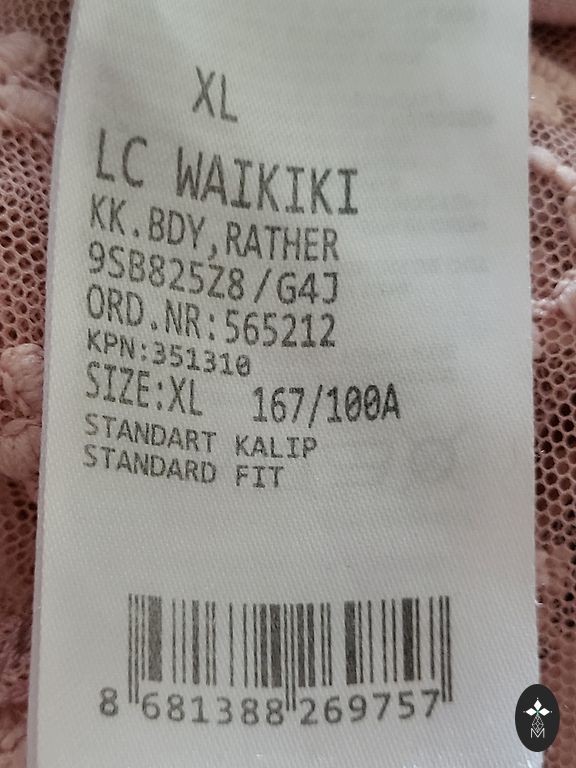 XL
LC WAIKIKI
KK.BDY,RATHER
9SB825Z8/G4J
ORD.NR:565212
KPN:351310
SIZE:XL 167/100A
STANDART KALIP
STANDARD FIT
8 681388 269757
M